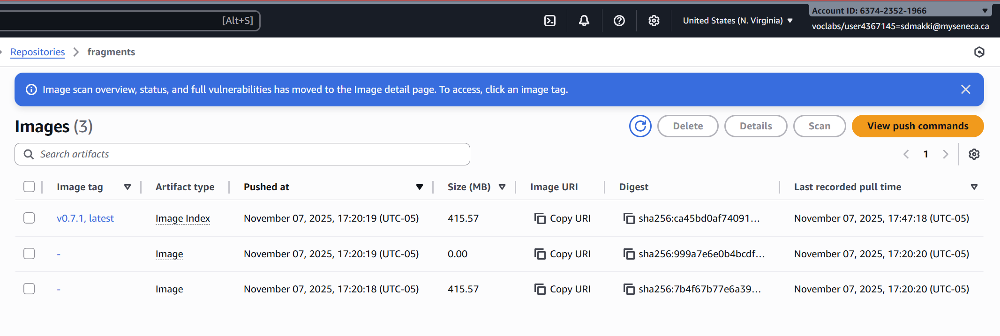 [Alt+S]
United States (N. Virginia)
Account ID: 6374-2352-1966
voclabs/user4367145=sdmakki@myseneca.ca
Repositories
fragments
Image scan overview, status, and full vulnerabilities has moved to the Image detail page. To access, click an image tag.
Images (3)
Delete
Details
Scan
View push commands
Search artifacts
1
Image tag Artifact type Pushed at Size (MB) Image URI Digest Last recorded pull time
v0.7.1, latest Image Index November 07, 2025, 17:20:19 (UTC-05) 415.57 Copy URI sha256:ca45bd0af74091... November 07, 2025, 17:47:18 (UTC-05)
- Image November 07, 2025, 17:20:19 (UTC-05) 0.00 Copy URI sha256:999a7e6e0b4bcdf... November 07, 2025, 17:20:20 (UTC-05)
- Image November 07, 2025, 17:20:18 (UTC-05) 415.57 Copy URI sha256:7b4f67b77e6a39... November 07, 2025, 17:20:20 (UTC-05)